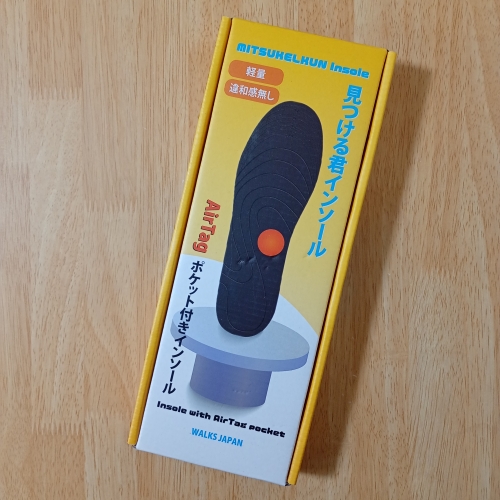 MITSUKELKUN Insole
軽量
違和感無し
見つける君インソール
AirTag
ポケット付きインソール
Insole with AirTag pocket
WALKS JAPAN